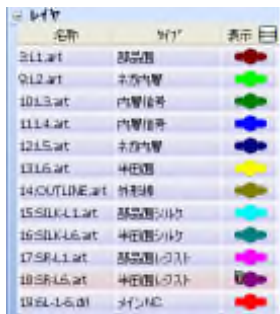 レイヤ
名称 タイプ 表示
3:L1.art 部品面
9:L2.art ネガ内層
10:L3.art 内層信号
11:L4.art 内層信号
12:L5.art ネガ内層
13:L6.art 半田面
14:OUTLINE.art 外形線
15:SILK-L1.art 部品面シルク
16:SILK-L6.art 半田面シルク
17:SR-L1.art 部品面レジスト
18:SR-L6.art 半田面レジスト
19:6L-1-6.drl メインNC